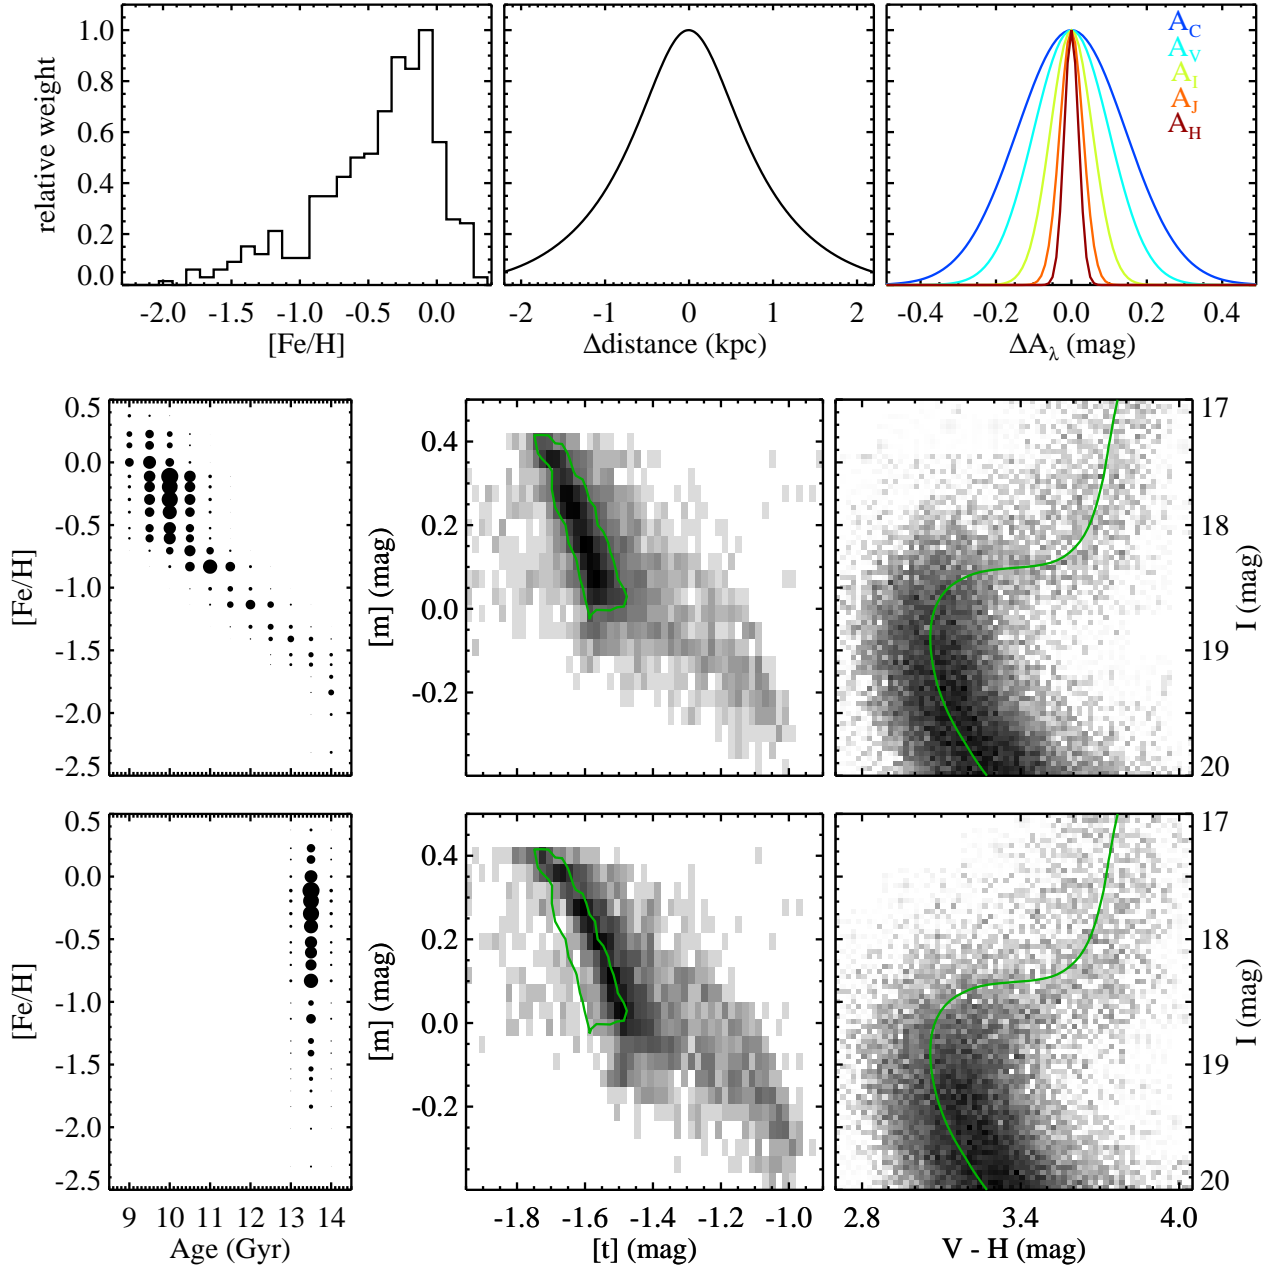 relative weight
1.0
0.8
0.6
0.4
0.2
0.0
-2.0 -1.5 -1.0 -0.5 0.0
[Fe/H]
-2 -1 0 1 2
Δdistance (kpc)
A_C
A_V
A_I
A_J
A_H
-0.4 -0.2 0.0 0.2 0.4
ΔA_λ (mag)
[Fe/H]
0.5
0.0
-0.5
-1.0
-1.5
-2.0
-2.5
[m] (mag)
0.4
0.2
0.0
-0.2
17
18
19
20
I (mag)
[Fe/H]
0.5
0.0
-0.5
-1.0
-1.5
-2.0
-2.5
9 10 11 12 13 14
Age (Gyr)
[m] (mag)
0.4
0.2
0.0
-0.2
-1.8 -1.6 -1.4 -1.2 -1.0
[t] (mag)
17
18
19
20
I (mag)
2.8 3.4 4.0
V - H (mag)